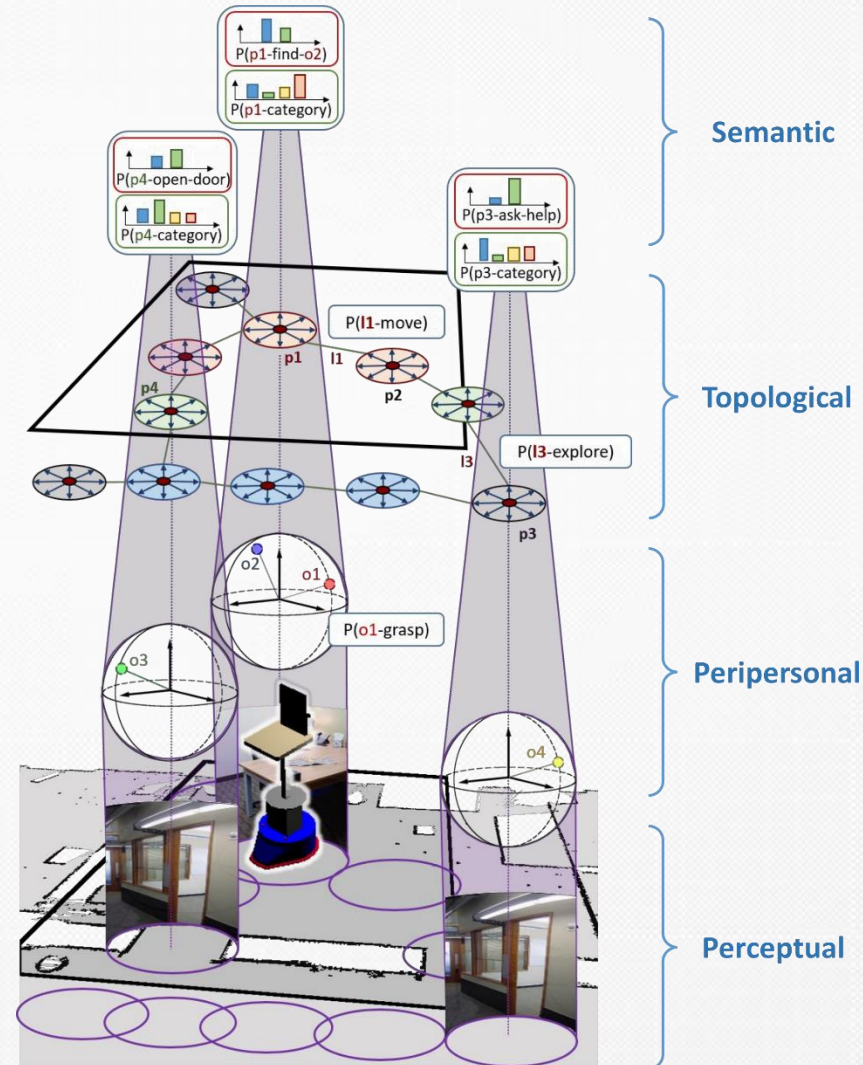 P(p1-find-o2)
P(p1-category)
Semantic
P(p4-open-door)
P(p4-category)
P(p3-ask-help)
P(p3-category)
P(l1-move)
p1
l1
p4
p2
Topological
l3
P(l3-explore)
p3
o2
o1
P(o1-grasp)
o3
Peripersonal
o4
Perceptual